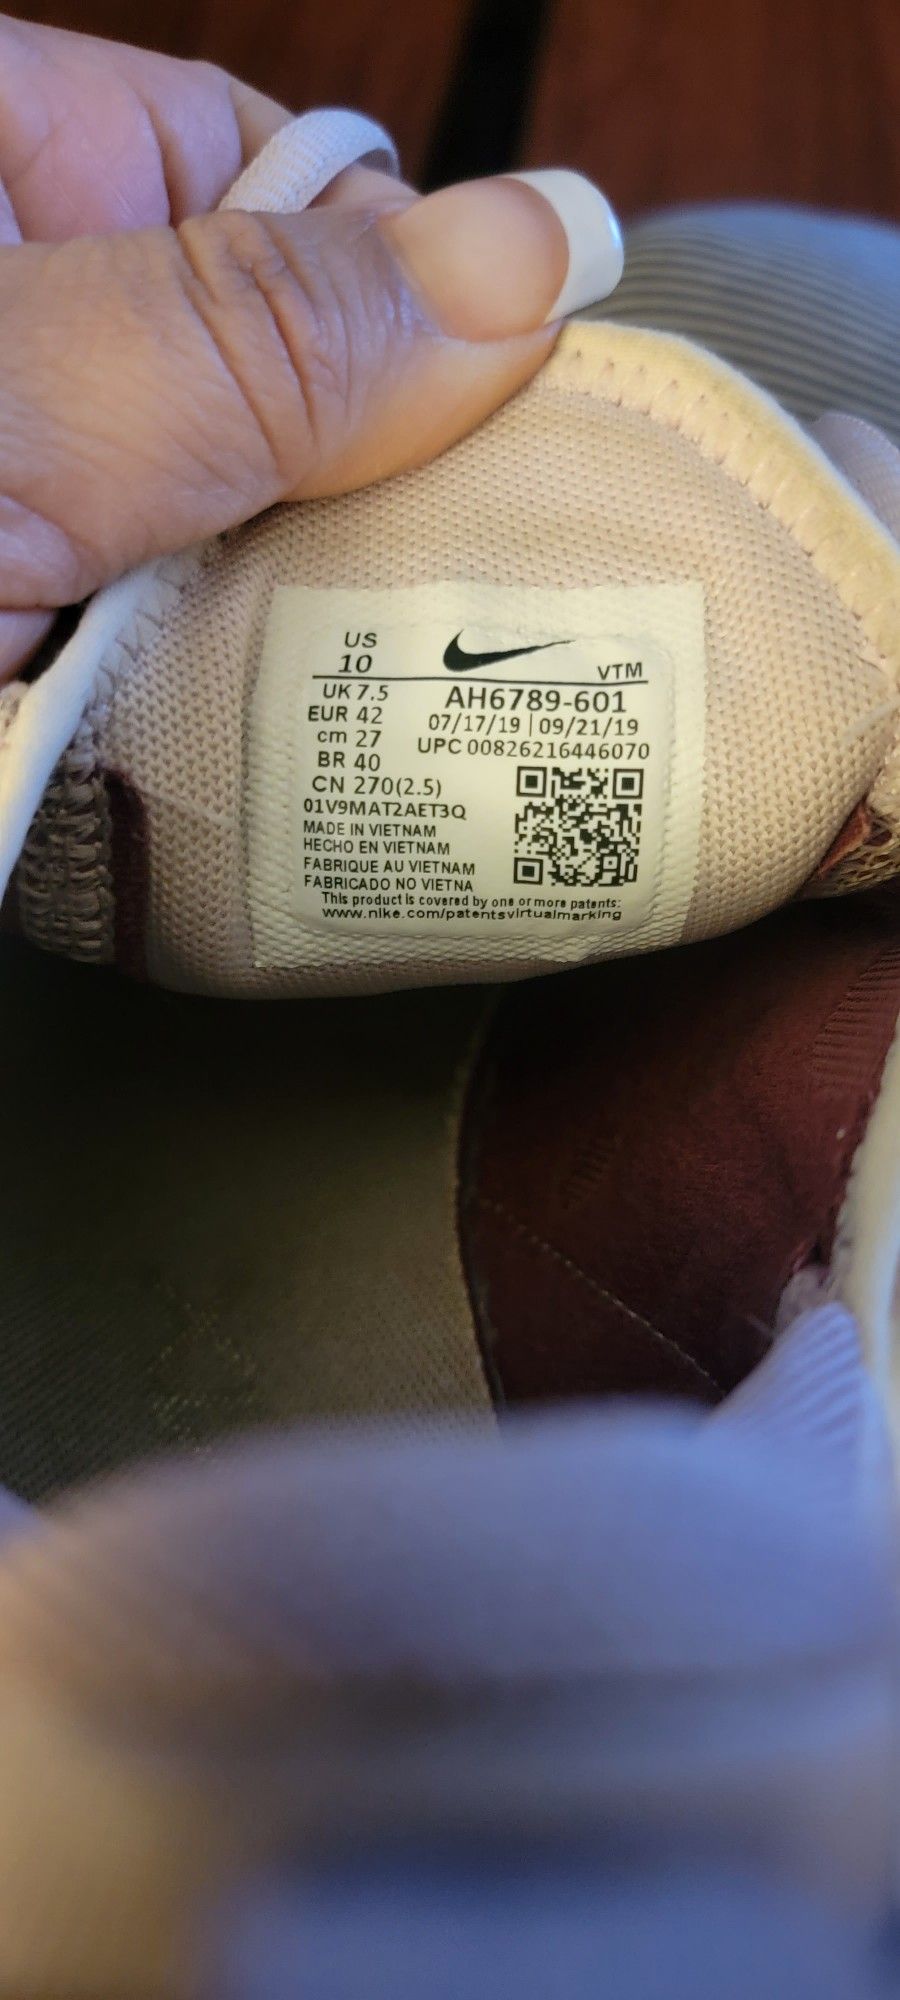 US
10
VTM
UK 7.5
AH6789-601
EUR 42
07/17/19 | 09/21/19
cm 27
UPC 00826216446070
BR 40
CN 270(2.5)
01V9MAT2AET3Q
MADE IN VIETNAM
HECHO EN VIETNAM
FABRIQUE AU VIETNAM
FABRICADO NO VIETNA
This product is covered by one or more patents:
www.nike.com/patentsvirtualmarking